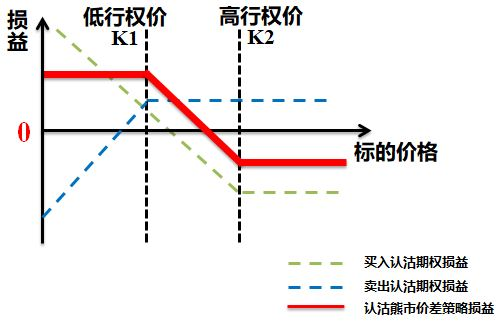 损益
低行权价
K1
高行权价
K2
0
标的价格
买入认沽期权损益
卖出认沽期权损益
认沽熊市价差策略损益